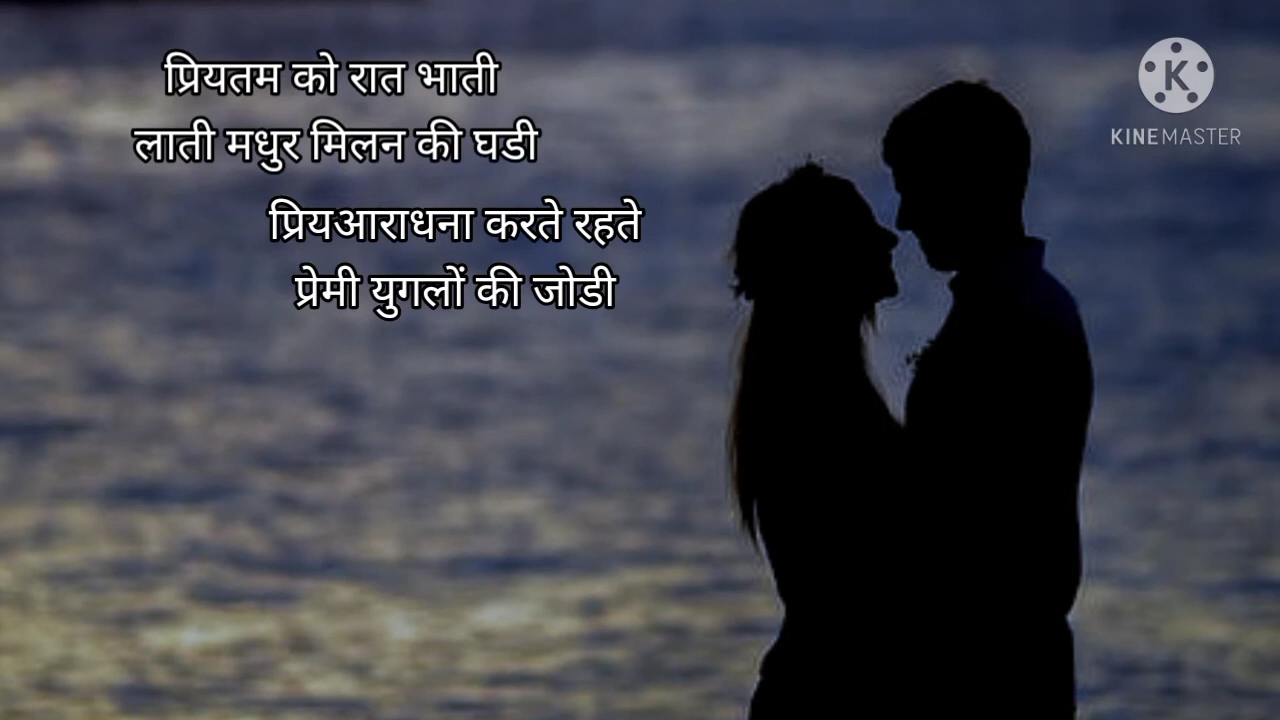 प्रियतम को रात भाती
लाती मधुर मिलन की घडी
प्रियआराधना करते रहते
प्रेमी युगलों की जोडी
K
KINEMASTER